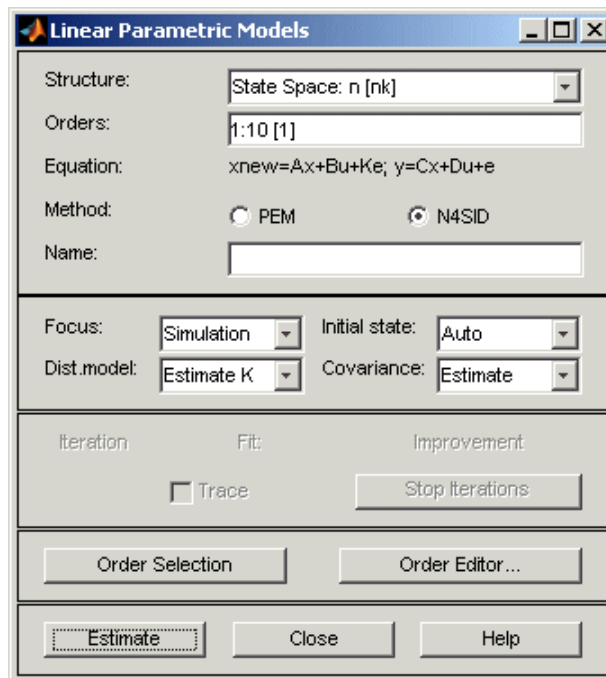 Linear Parametric Models
Structure: State Space: n [nk]
Orders: 1:10 [1]
Equation: xnew=Ax+Bu+Ke; y=Cx+Du+e
Method: PEM N4SID
Name:
Focus: Simulation Initial state: Auto
Dist.model: Estimate K Covariance: Estimate
Iteration Fit: Improvement
Trace Stop Iterations
Order Selection Order Editor...
Estimate Close Help